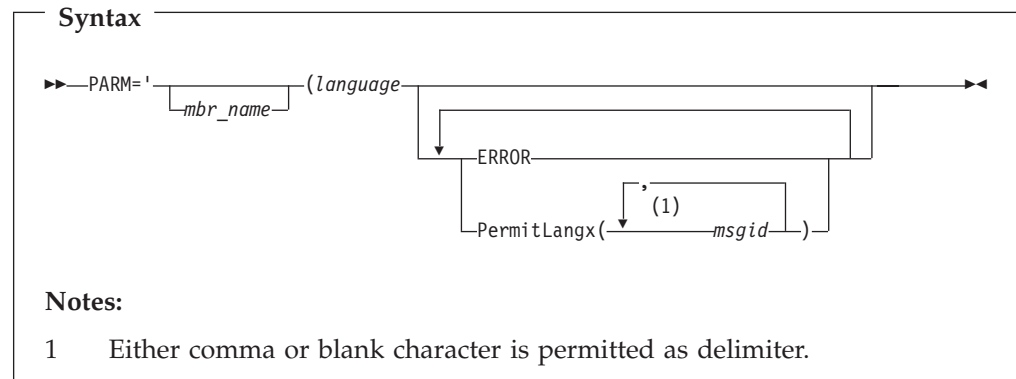 Syntax
PARM=' mbr_name (language
ERROR
,
(1)
PermitLangx( msgid )
Notes:
1 Either comma or blank character is permitted as delimiter.